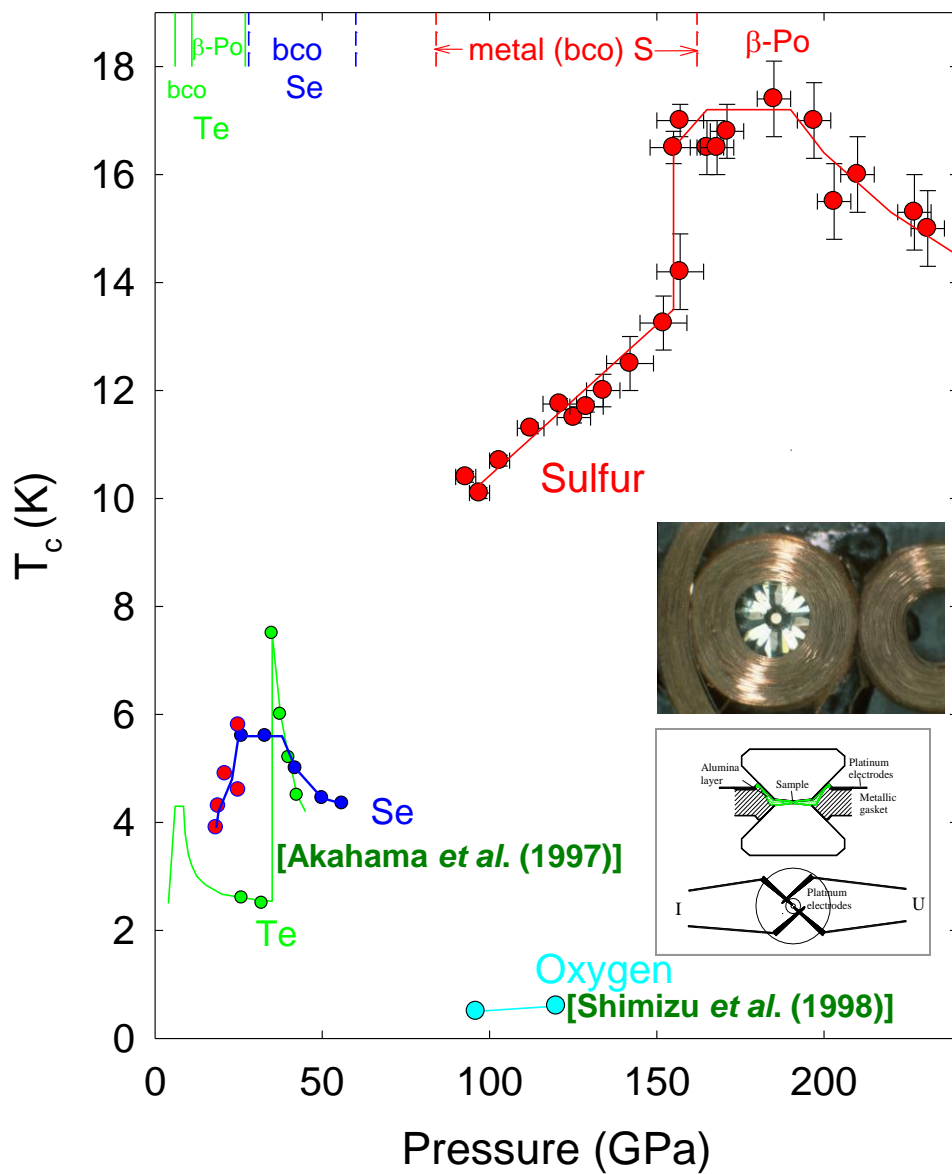 β-Po
bco
metal (bco) S
β-Po
bco
Se
Te
18
16
14
12
10
8
6
4
2
0
T_c (K)
Sulfur
Se
[Akahama et al. (1997)]
Te
Oxygen
[Shimizu et al. (1998)]
Alumina
layer
Sample
Platinum
electrodes
Metallic
gasket
I
Platinum
electrodes
U
0
50
100
150
200
Pressure (GPa)